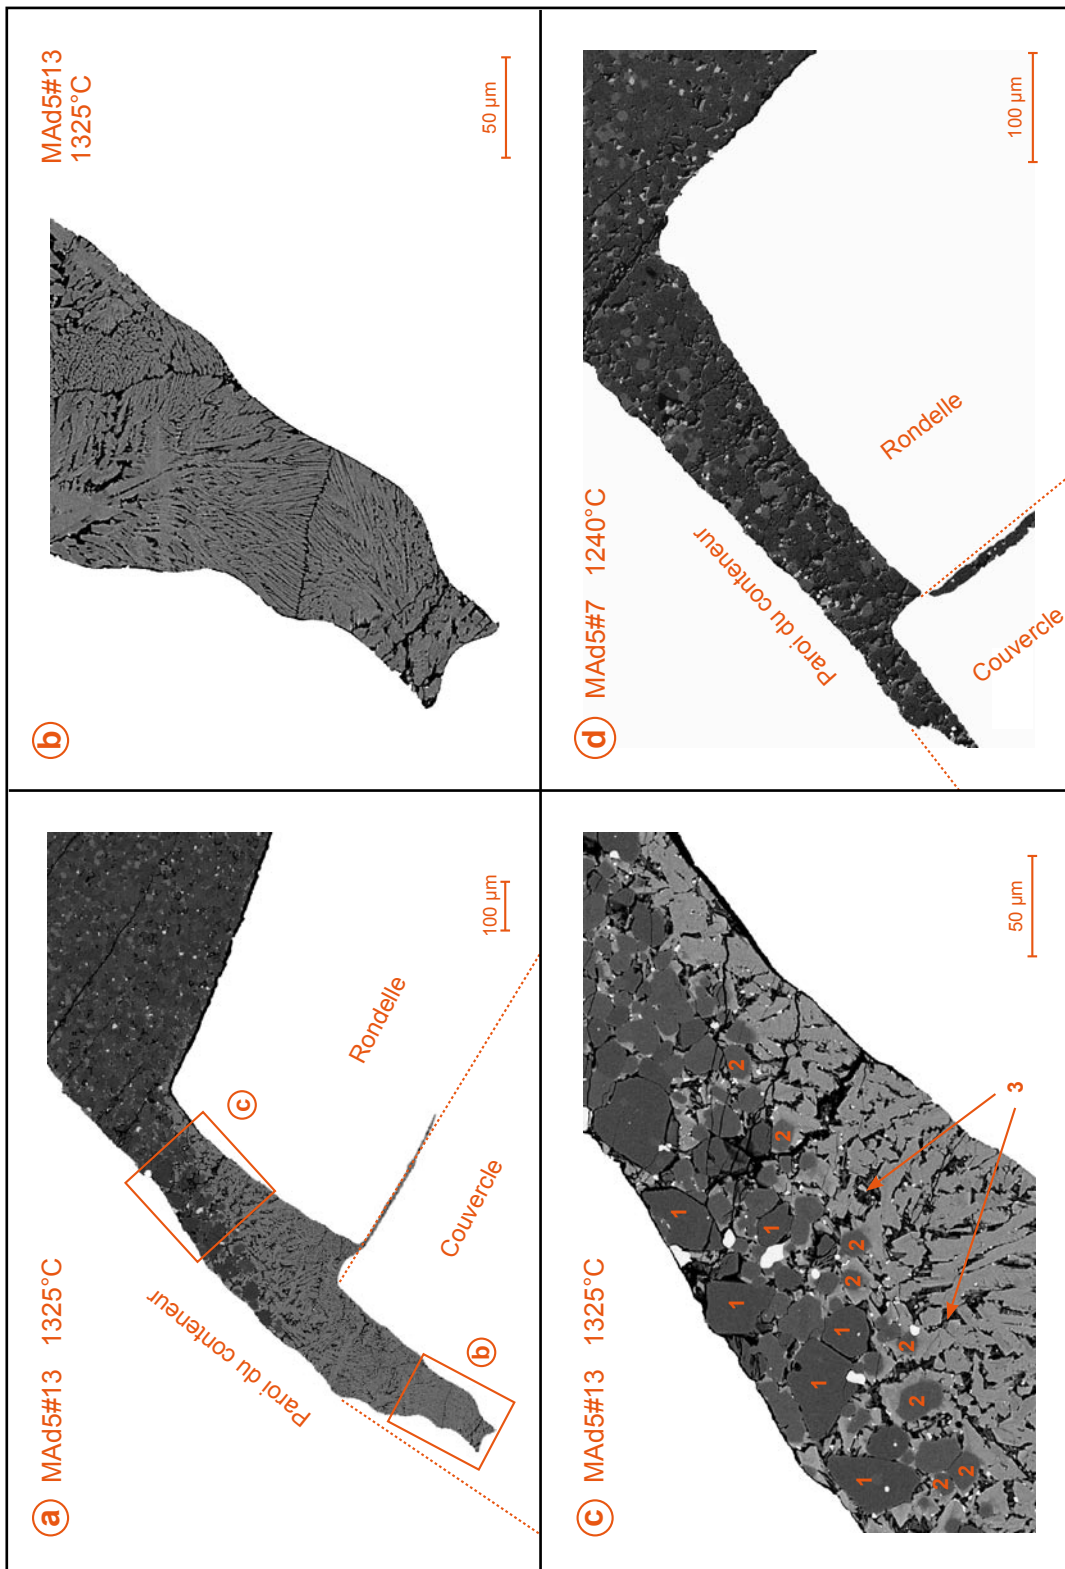 a MAd5#13 1325°C
Paroi du conteneur
Rondelle
Couvercle
c
b
100 µm
b
MAd5#13
1325°C
50 µm
c MAd5#13 1325°C
1
1
1
1
1
1
2
2
2
2
2
2
2
2
3
50 µm
d MAd5#7 1240°C
Paroi du conteneur
Rondelle
Couvercle
100 µm